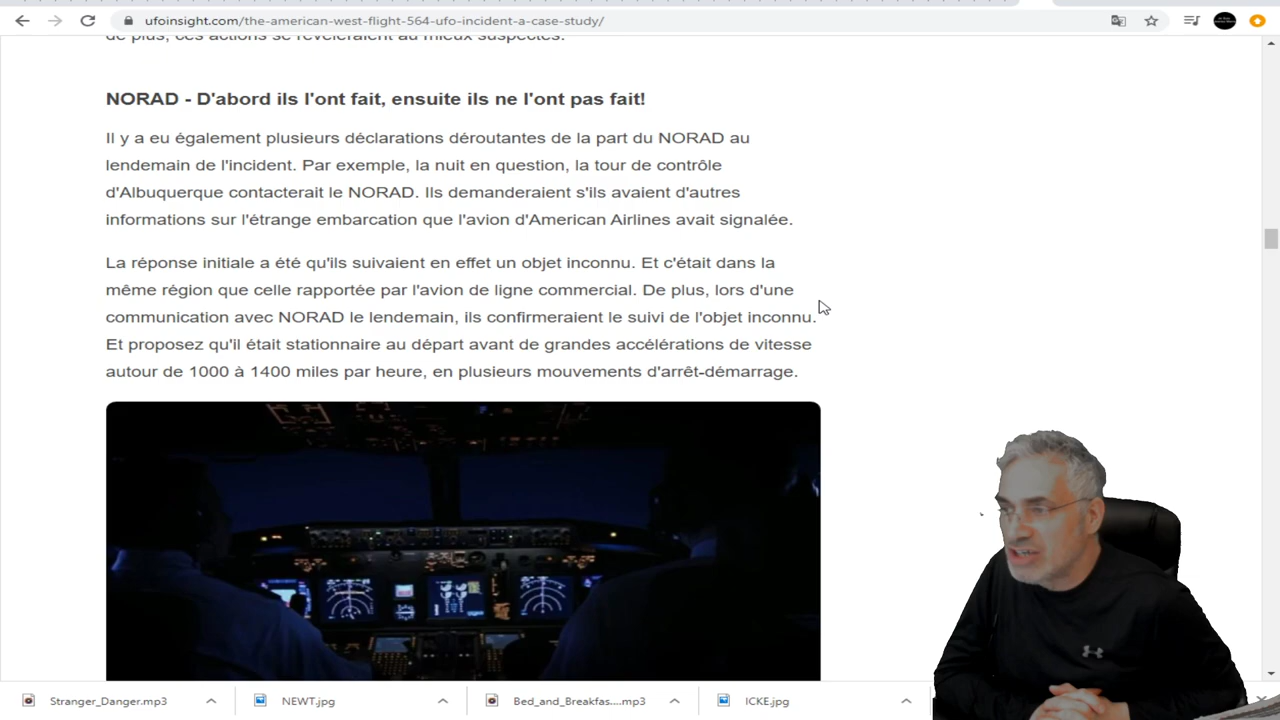 ufoinsight.com/the-american-west-flight-564-ufo-incident-a-case-study/
de plus, ces actions se révéleraient au mieux suspectes.
NORAD - D'abord ils l'ont fait, ensuite ils ne l'ont pas fait!
Il y a eu également plusieurs déclarations déroutantes de la part du NORAD au
lendemain de l'incident. Par exemple, la nuit en question, la tour de contrôle
d'Albuquerque contacterait le NORAD. Ils demanderaient s'ils avaient d'autres
informations sur l'étrange embarcation que l'avion d'American Airlines avait signalée.
La réponse initiale a été qu'ils suivaient en effet un objet inconnu. Et c'était dans la
même région que celle rapportée par l'avion de ligne commercial. De plus, lors d'une
communication avec NORAD le lendemain, ils confirmeraient le suivi de l'objet inconnu.
Et proposez qu'il était stationnaire au départ avant de grandes accélérations de vitesse
autour de 1000 à 1400 miles par heure, en plusieurs mouvements d'arrêt-démarrage.
Stranger_Danger.mp3
NEWT.jpg
Bed_and_Breakfas....mp3
ICKE.jpg